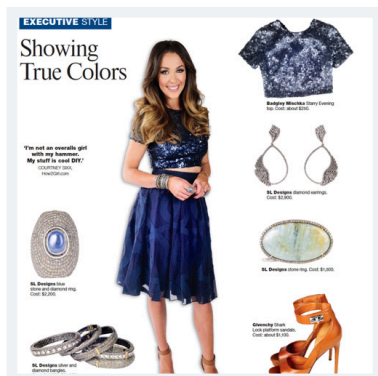 EXECUTIVE STYLE
Showing
True Colors
'I'm not an overalls girl
with my hammer.
My stuff is cool DIY.'
COURTNEY SIXX,
How2Girl.com
Badgley Mischka Starry Evening
top. Cost: about $250.
SL Designs diamond earrings.
Cost: $2,900.
SL Designs blue
stone and diamond ring.
Cost: $2,200.
SL Designs stone ring. Cost: $1,000.
Givenchy Shark
Lock platform sandals.
Cost: about $1,100.
SL Designs silver and
diamond bangles.